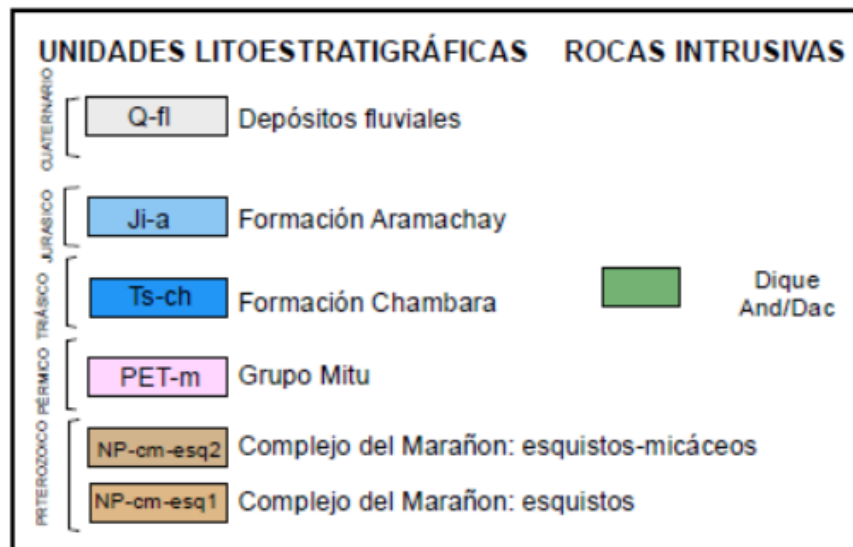 UNIDADES LITOESTRATIGRÁFICAS ROCAS INTRUSIVAS
CUATERNARIO
Q-fl Depósitos fluviales
JURASICO
Ji-a Formación Aramachay
TRIÁSICO
Ts-ch Formación Chambara
Dique
And/Dac
PÉRMICO
PET-m Grupo Mitu
PRTEROZOICO
NP-cm-esq2 Complejo del Marañon: esquistos-micáceos
NP-cm-esq1 Complejo del Marañon: esquistos